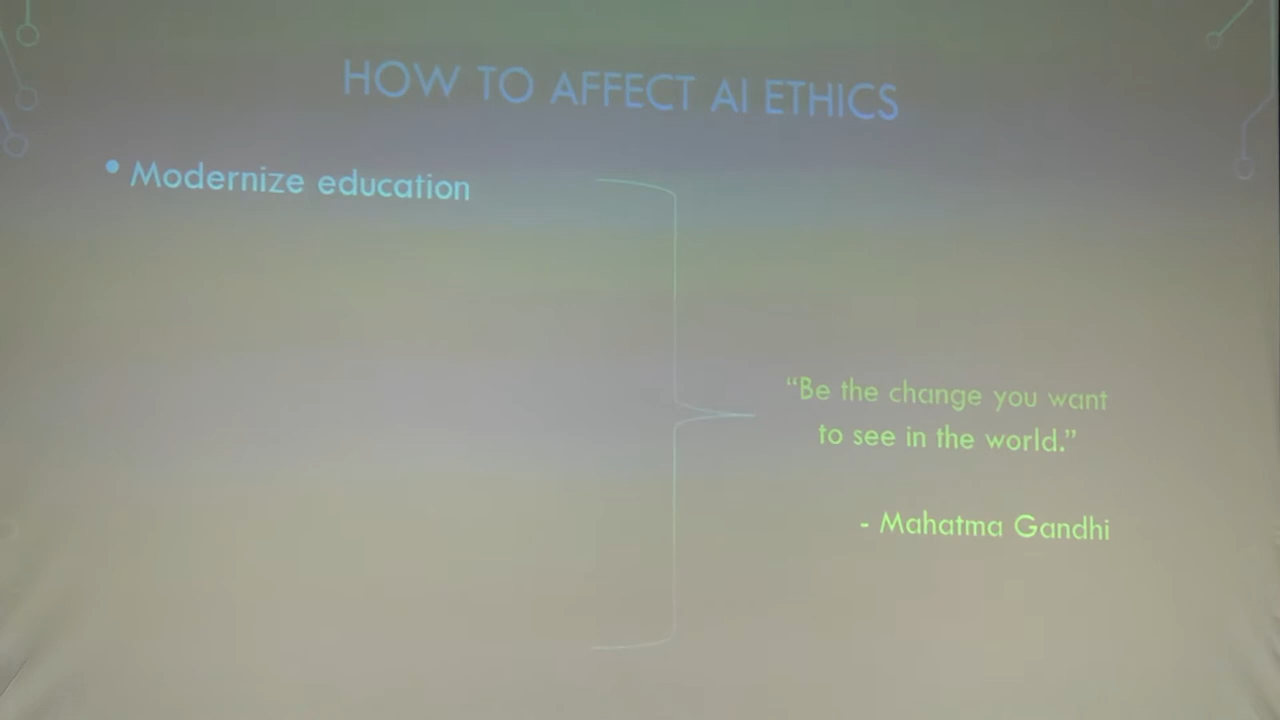 HOW TO AFFECT AI ETHICS
• Modernize education
“Be the change you want
to see in the world.”
- Mahatma Gandhi